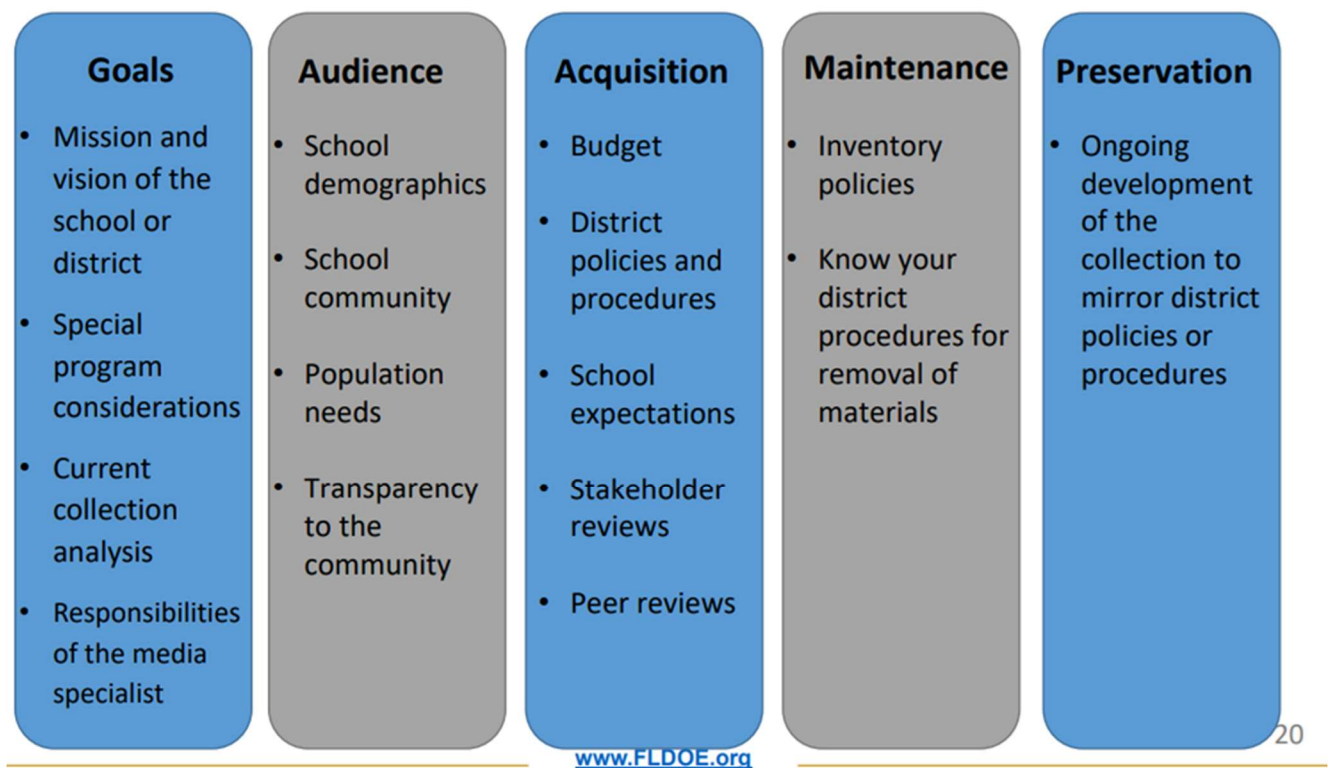 Goals
• Mission and
vision of the
school or
district
• Special
program
considerations
• Current
collection
analysis
• Responsibilities
of the media
specialist
Audience
• School
demographics
• School
community
• Population
needs
• Transparency
to the
community
Acquisition
• Budget
• District
policies and
procedures
• School
expectations
• Stakeholder
reviews
• Peer reviews
Maintenance
• Inventory
policies
• Know your
district
procedures for
removal of
materials
Preservation
• Ongoing
development
of the
collection to
mirror district
policies or
procedures
20
www.FLDOE.org